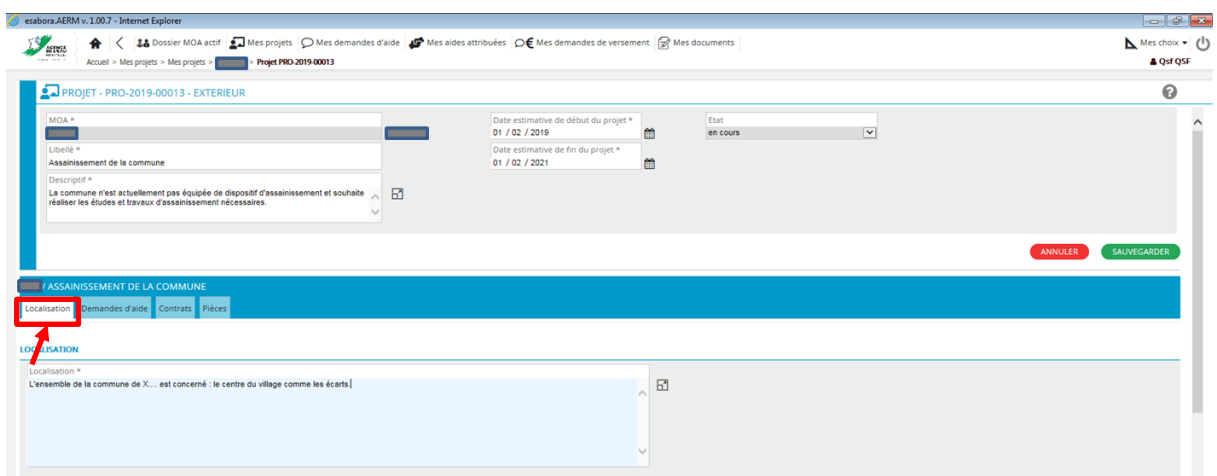 esabora.AERM v. 1.00.7 - Internet Explorer
AGENCE
DE L'EAU
Dossier MOA actif Mes projets Mes demandes d'aide Mes aides attribuées Mes demandes de versement Mes documents Mes choix
Accueil > Mes projets > Mes projets > > Projet PRO-2019-00013 Qsf QSF
PROJET - PRO-2019-00013 - EXTERIEUR
MOA * Date estimative de début du projet * Etat
01 / 02 / 2019 en cours
Libellé * Date estimative de fin du projet *
Assainissement de la commune 01 / 02 / 2021
Descriptif *
La commune n'est actuellement pas équipée de dispositif d'assainissement et souhaite
réaliser les études et travaux d'assainissement nécessaires.
ANNULER SAUVEGARDER
/ ASSAINISSEMENT DE LA COMMUNE
Localisation Demandes d'aide Contrats Pièces
LOCALISATION
Localisation *
L'ensemble de la commune de X.... est concerné : le centre du village comme les écarts.